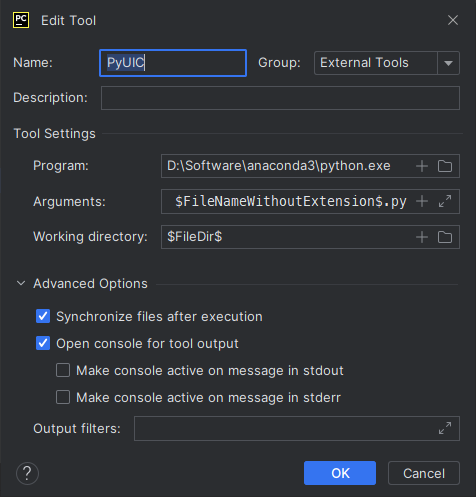 PC Edit Tool
Name: PyUIC Group: External Tools
Description:
Tool Settings
Program: D:\Software\anaconda3\python.exe
Arguments: $FileNameWithoutExtension$.py
Working directory: $FileDir$
Advanced Options
Synchronize files after execution
Open console for tool output
Make console active on message in stdout
Make console active on message in stderr
Output filters:
? OK Cancel